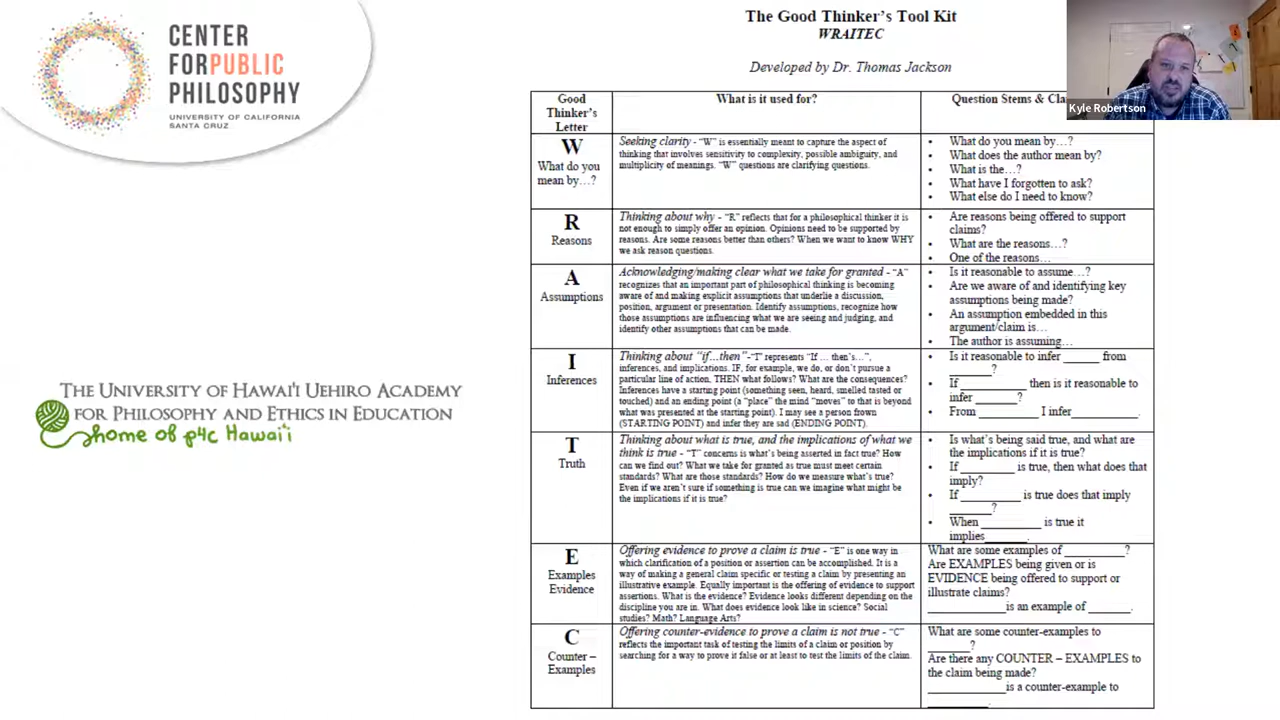 CENTER
FORPUBLIC
PHILOSOPHY
UNIVERSITY OF CALIFORNIA
SANTA CRUZ
THE UNIVERSITY OF HAWAI'I UEHIRO ACADEMY
FOR PHILOSOPHY AND ETHICS IN EDUCATION
home of p4c Hawai'i
The Good Thinker's Tool Kit
WRAITEC
Developed by Dr. Thomas Jackson
Kyle Robertson
Good
Thinker's
Letter
What is it used for?
Question Stems & Cla
W
What do you
mean by…?
Seeking clarity - "W" is essentially meant to capture the aspect of
thinking that involves sensitivity to complexity, possible ambiguity, and
multiplicity of meanings. "W" questions are clarifying questions.
• What do you mean by…?
• What does the author mean by?
• What is the…?
• What have I forgotten to ask?
• What else do I need to know?
R
Reasons
Thinking about why - "R" reflects that for a philosophical thinker it is
not enough to simply offer an opinion. Opinions need to be supported by
reasons. Are some reasons better than others? When we want to know WHY
we ask reason questions.
• Are reasons being offered to support
claims?
• What are the reasons…?
• One of the reasons…
A
Assumptions
Acknowledging/making clear what we take for granted - "A"
recognizes that an important part of philosophical thinking is becoming
aware of and making explicit assumptions that underlie a discussion,
position, argument or presentation. Identify assumptions, recognize how
those assumptions are influencing what we are seeing and judging, and
identify other assumptions that can be made.
• Is it reasonable to assume…?
• Are we aware of and identifying key
assumptions being made?
• An assumption embedded in this
argument/claim is…
• The author is assuming…
I
Inferences
Thinking about "if…then"-"I" represents "If … then's…",
inferences, and implications. IF, for example, we do, or don't pursue a
particular line of action, THEN what follows? What are the consequences?
Inferences have a starting point (something seen, heard, smelled tasted or
touched) and an ending point (a "place" the mind "moves" to that is beyond
what was presented at the starting point). I may see a person frown
(STARTING POINT) and infer they are sad (ENDING POINT).
• Is it reasonable to infer ______ from
_______?
• If ___________ then is it reasonable to
infer _______?
• From __________ I infer___________.
T
Truth
Thinking about what is true, and the implications of what we
think is true - "T" concerns is what's being asserted in fact true? How
can we find out? What we take for granted as true must meet certain
standards? What are those standards? How do we measure what's true?
Even if we aren't sure if something is true can we imagine what might be
the implications if it is true?
• Is what's being said true, and what are
the implications if it is true?
• If ________ is true, then what does that
imply?
• If __________ is true does that imply
_______?
• When __________ is true it
implies_______.
E
Examples
Evidence
Offering evidence to prove a claim is true - "E" is one way in
which clarification of a position or assertion can be accomplished. It is a
way of making a general claim specific or testing a claim by presenting an
illustrative example. Equally important is the offering of evidence to support
assertions. What is the evidence? Evidence looks different depending on the
discipline you are in. What does evidence look like in science? Social
studies? Math? Language Arts?
What are some examples of __________?
Are EXAMPLES being given or is
EVIDENCE being offered to support or
illustrate claims?
_____________is an example of _______.
C
Counter –
Examples
Offering counter-evidence to prove a claim is not true - "C"
reflects the important task of testing the limits of a claim or position by
searching for a way to prove it false or at least to test the limits of the claim.
What are some counter-examples to
_______?
Are there any COUNTER – EXAMPLES to
the claim being made?
_____________is a counter-example to
__________.